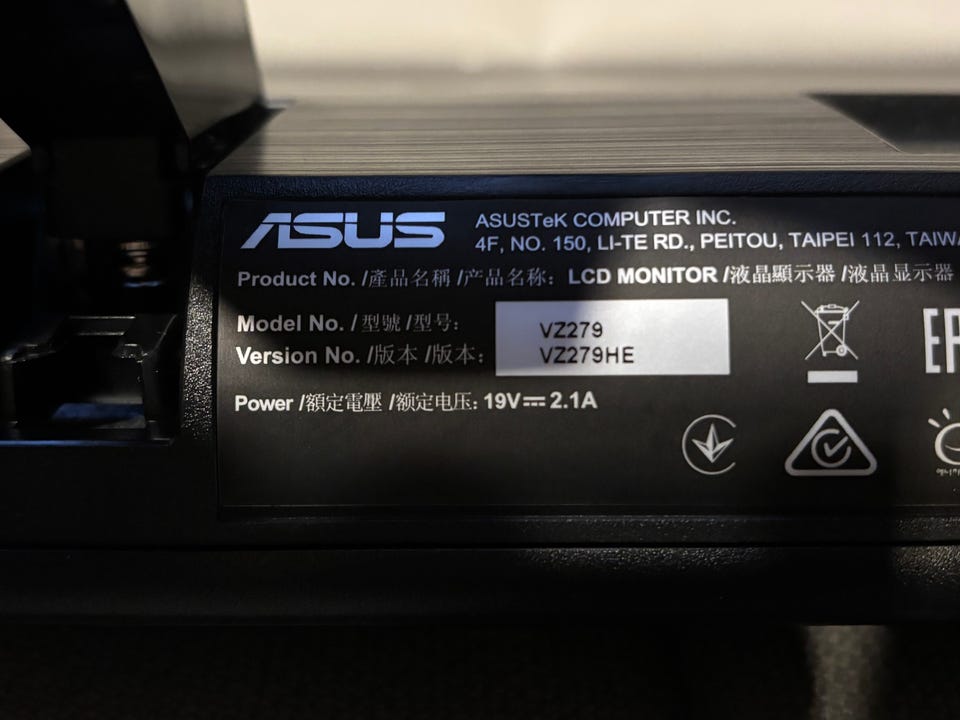 ASUS
ASUSTeK COMPUTER INC.
4F, NO. 150, LI-TE RD., PEITOU, TAIPEI 112,
Product No. /產品名稱 /产品名称: LCD MONITOR /液晶顯示器 /液晶显示器
Model No. / 型號 /型号:
VZ279
Version No. /版本 /版本:
VZ279HE
Power /額定電壓 /额定电压: 19V⎓ 2.1A